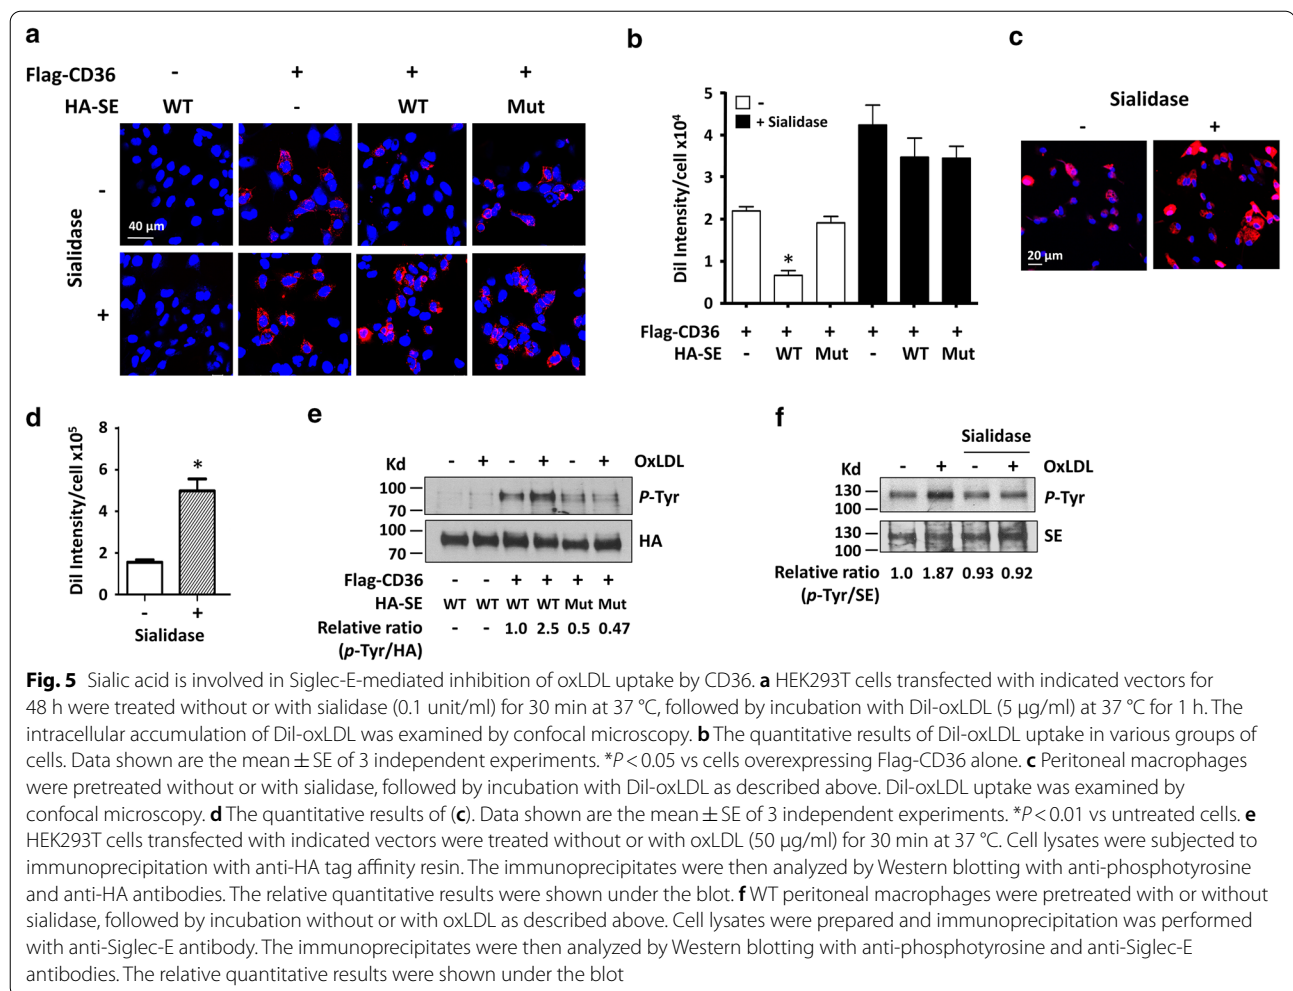 a
Flag-CD36 - + + +
HA-SE WT - WT Mut
Sialidase
-
+
40 µm
b
DiI Intensity/cell x10⁴
5
4
3
2
1
0
-
+ Sialidase
*
Flag-CD36 + + + + + +
HA-SE - WT Mut - WT Mut
c
Sialidase
- +
20 µm
d
DiI Intensity/cell x10⁵
8
6
4
2
0
*
- +
Sialidase
e
Kd - + - + - + OxLDL
100
70
P-Tyr
100
70
HA
Flag-CD36 - - + + + +
HA-SE WT WT WT WT Mut Mut
Relative ratio - - 1.0 2.5 0.5 0.47
(p-Tyr/HA)
f
Sialidase
Kd - + - + OxLDL
130
100
P-Tyr
130
100
SE
Relative ratio 1.0 1.87 0.93 0.92
(p-Tyr/SE)
Fig. 5 Sialic acid is involved in Siglec-E-mediated inhibition of oxLDL uptake by CD36. a HEK293T cells transfected with indicated vectors for
48 h were treated without or with sialidase (0.1 unit/ml) for 30 min at 37 °C, followed by incubation with DiI-oxLDL (5 µg/ml) at 37 °C for 1 h. The
intracellular accumulation of DiI-oxLDL was examined by confocal microscopy. b The quantitative results of DiI-oxLDL uptake in various groups of
cells. Data shown are the mean ± SE of 3 independent experiments. *P < 0.05 vs cells overexpressing Flag-CD36 alone. c Peritoneal macrophages
were pretreated without or with sialidase, followed by incubation with DiI-oxLDL as described above. DiI-oxLDL uptake was examined by
confocal microscopy. d The quantitative results of (c). Data shown are the mean ± SE of 3 independent experiments. *P < 0.01 vs untreated cells. e
HEK293T cells transfected with indicated vectors were treated without or with oxLDL (50 µg/ml) for 30 min at 37 °C. Cell lysates were subjected to
immunoprecipitation with anti-HA tag affinity resin. The immunoprecipitates were then analyzed by Western blotting with anti-phosphotyrosine
and anti-HA antibodies. The relative quantitative results were shown under the blot. f WT peritoneal macrophages were pretreated with or without
sialidase, followed by incubation without or with oxLDL as described above. Cell lysates were prepared and immunoprecipitation was performed
with anti-Siglec-E antibody. The immunoprecipitates were then analyzed by Western blotting with anti-phosphotyrosine and anti-Siglec-E
antibodies. The relative quantitative results were shown under the blot